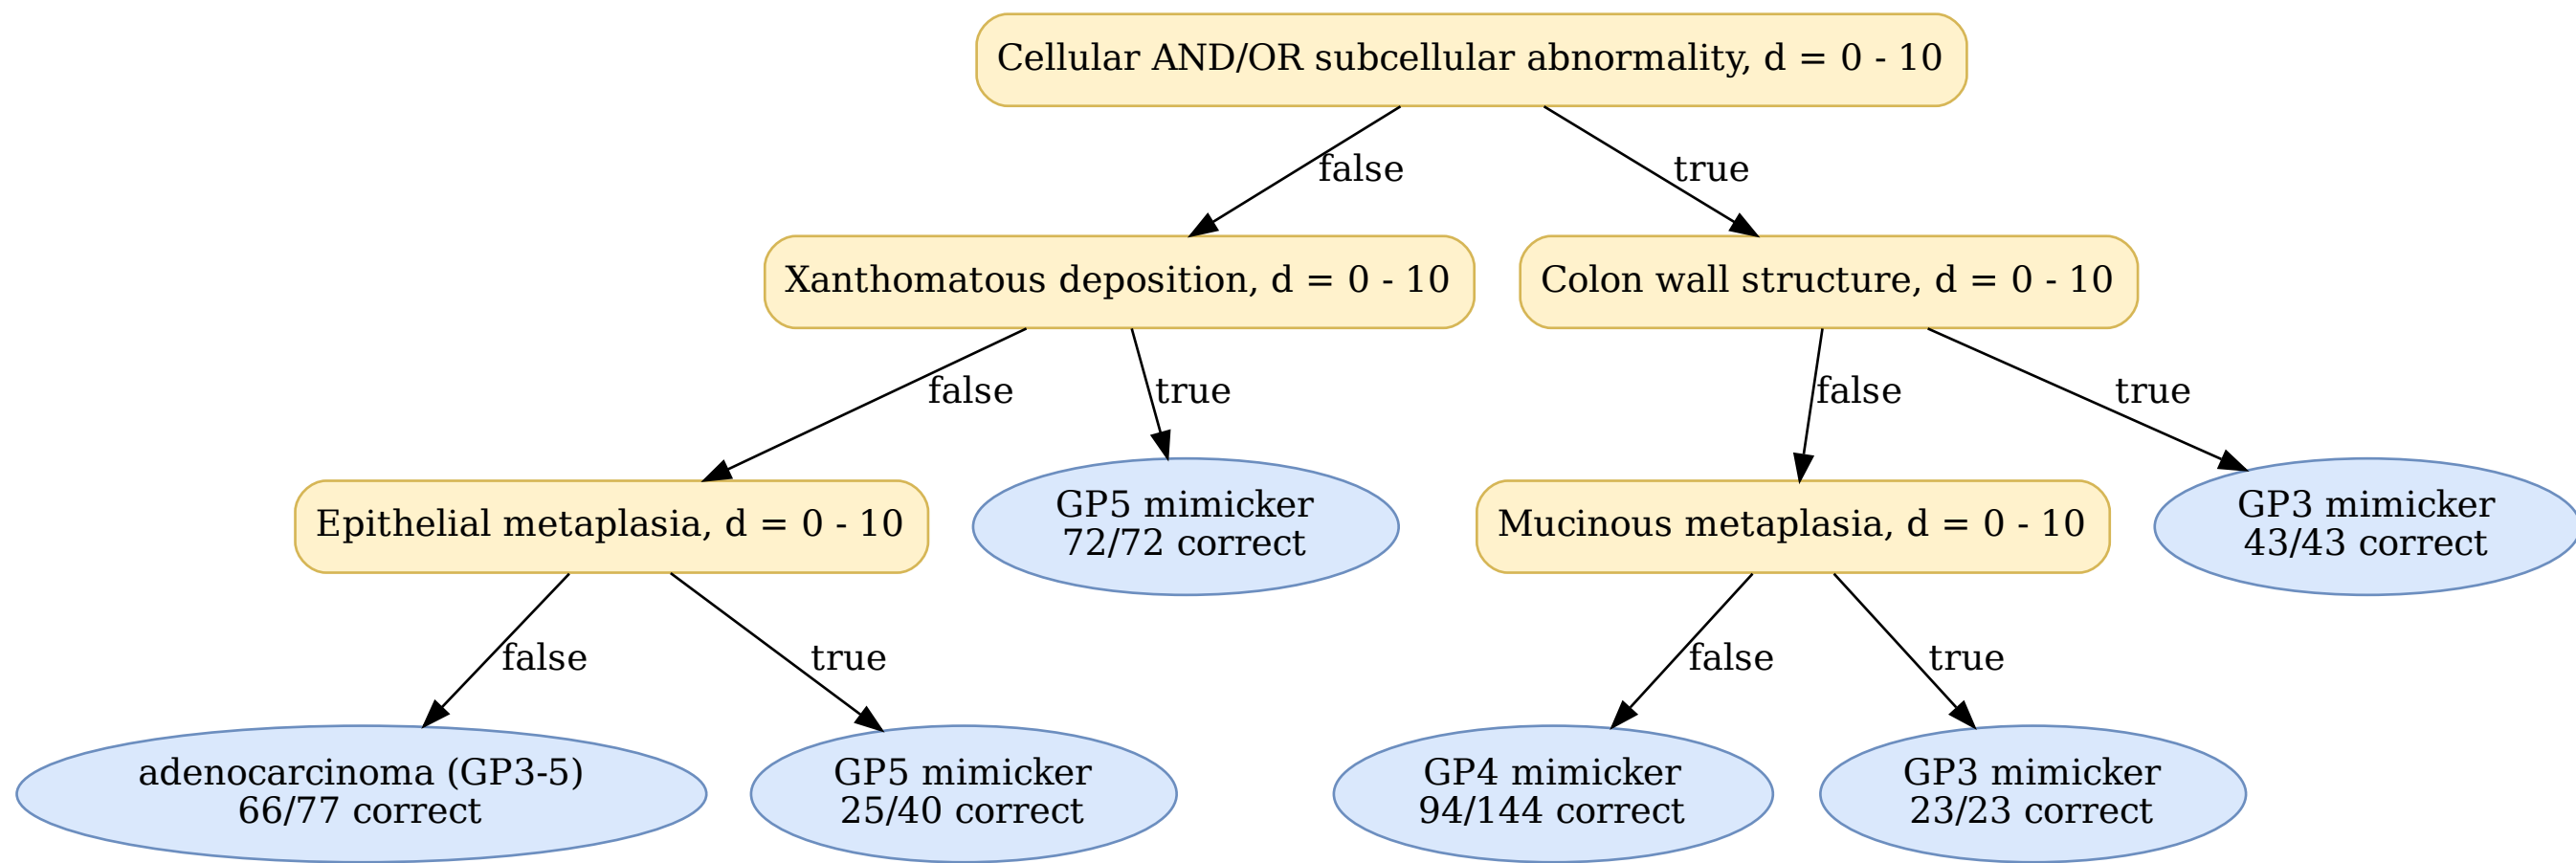 Cellular AND/OR subcellular abnormality, d = 0 - 10
false
true
Xanthomatous deposition, d = 0 - 10
Colon wall structure, d = 0 - 10
false
true
false
true
Epithelial metaplasia, d = 0 - 10
GP5 mimicker
72/72 correct
Mucinous metaplasia, d = 0 - 10
GP3 mimicker
43/43 correct
false
true
false
true
adenocarcinoma (GP3-5)
66/77 correct
GP5 mimicker
25/40 correct
GP4 mimicker
94/144 correct
GP3 mimicker
23/23 correct